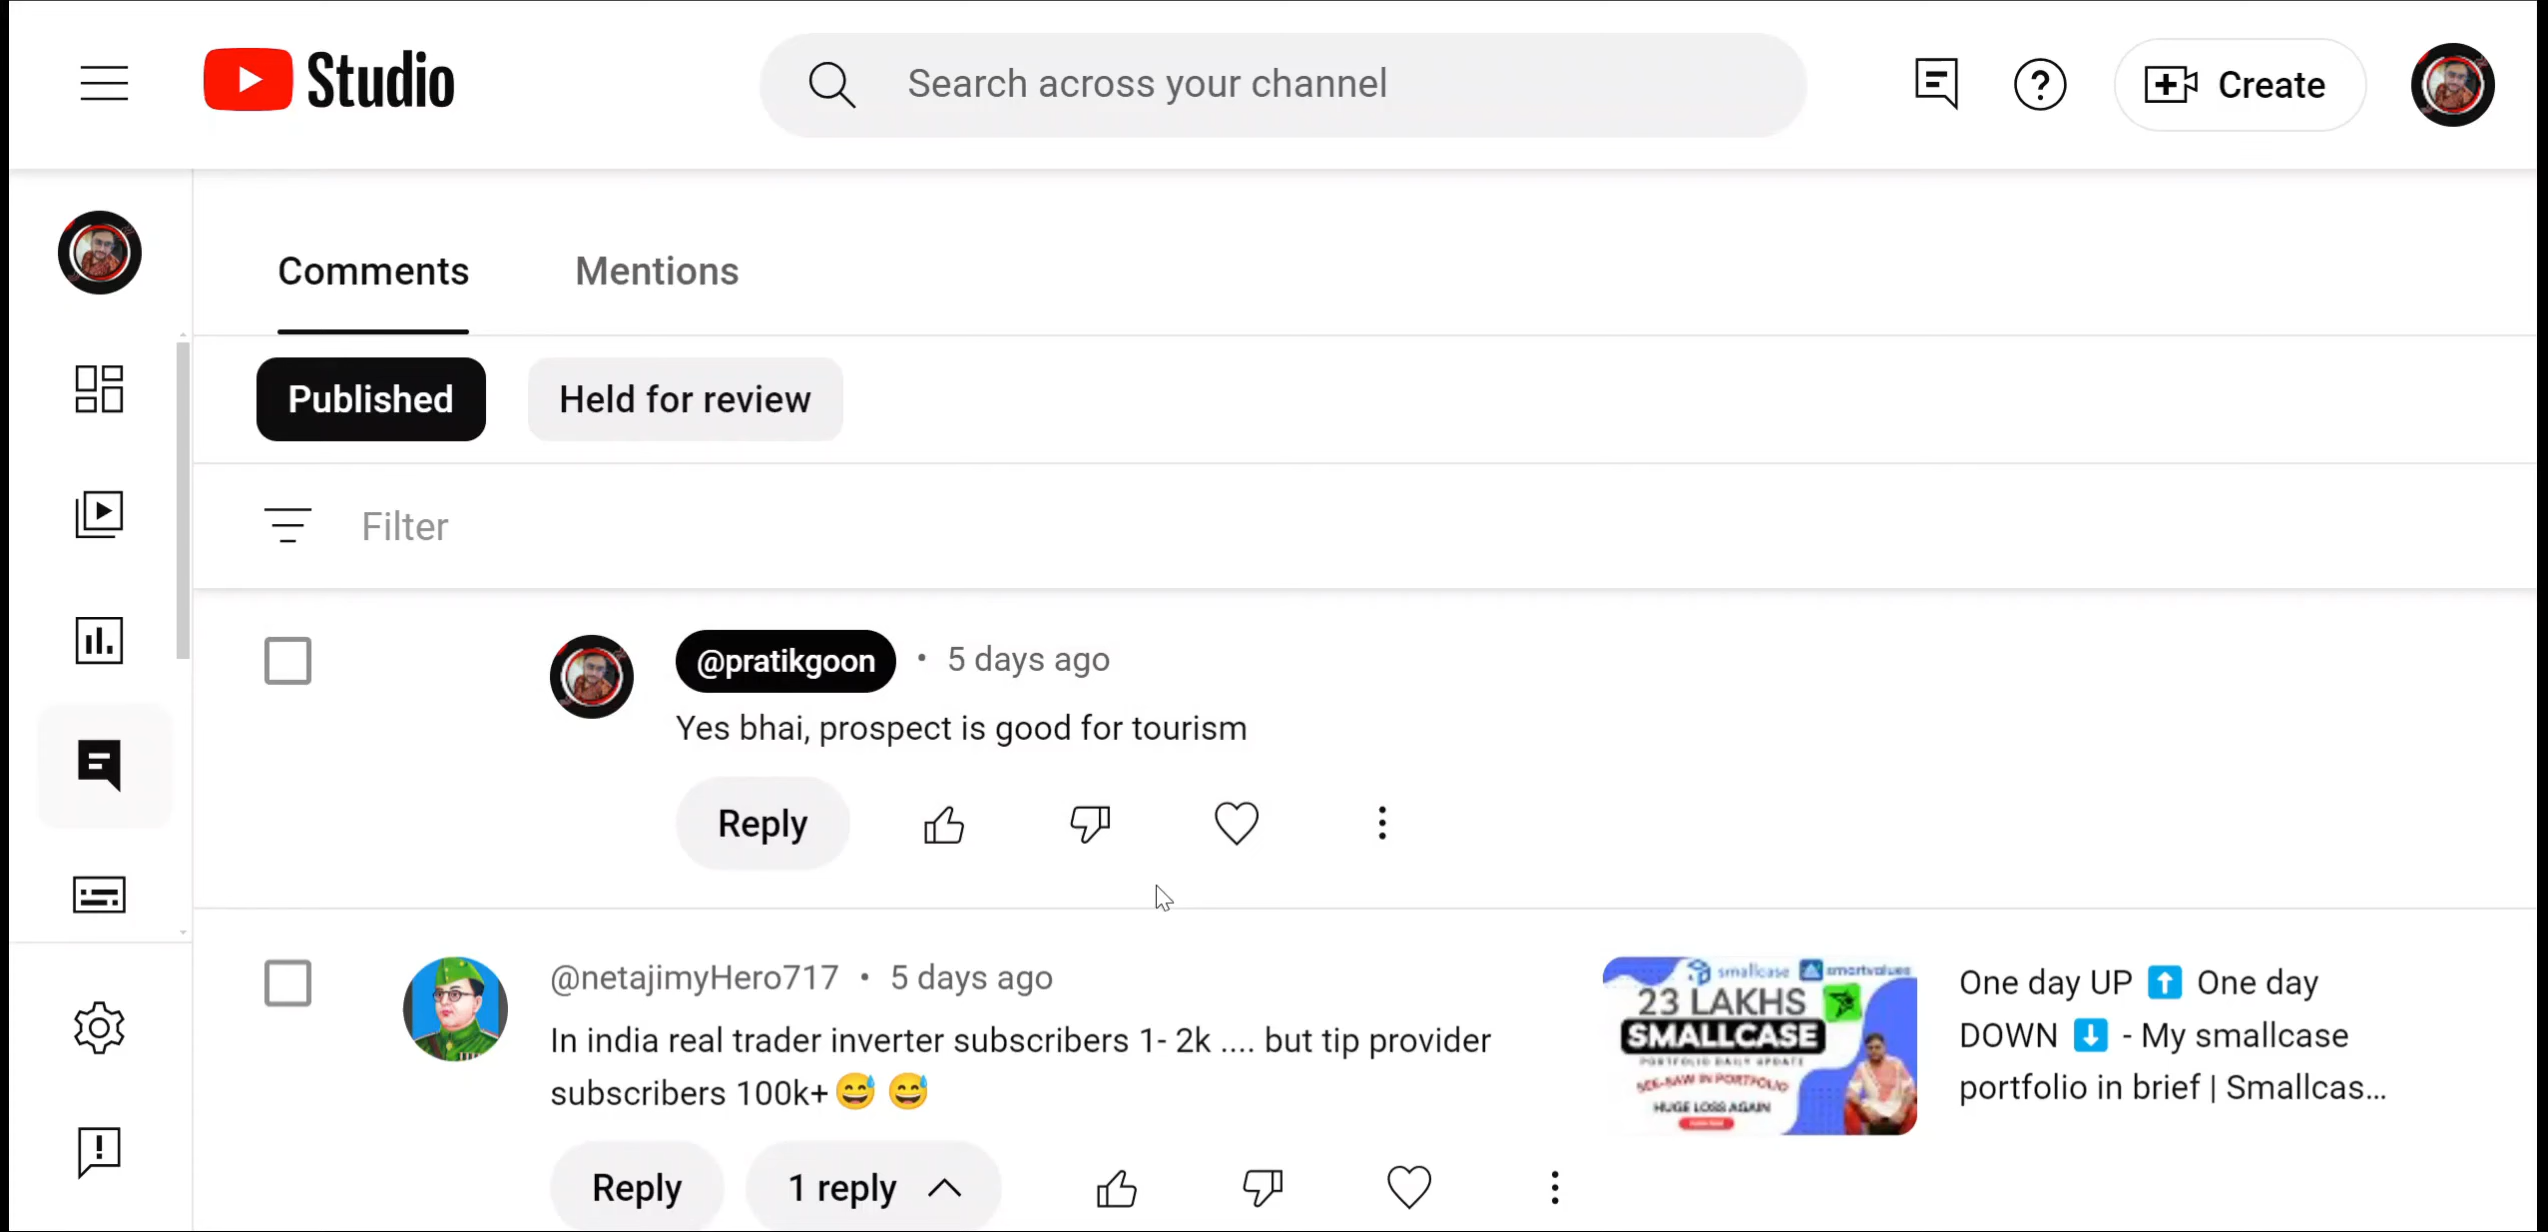 Studio
Search across your channel
Create
Comments
Mentions
Published
Held for review
Filter
@pratikgoon • 5 days ago
Yes bhai, prospect is good for tourism
Reply
@netajimyHero717 • 5 days ago
In india real trader inverter subscribers 1- 2k .... but tip provider
subscribers 100k+😅 😅
Reply
1 reply
smallcase smartvalues
23 LAKHS
SMALLCASE
PORTFOLIO DAILY UPDATE
SEE-SAW IN PORTFOLIO
HUGE LOSS AGAIN
One day UP ⬆️ One day
DOWN ⬇️ - My smallcase
portfolio in brief | Smallcas...